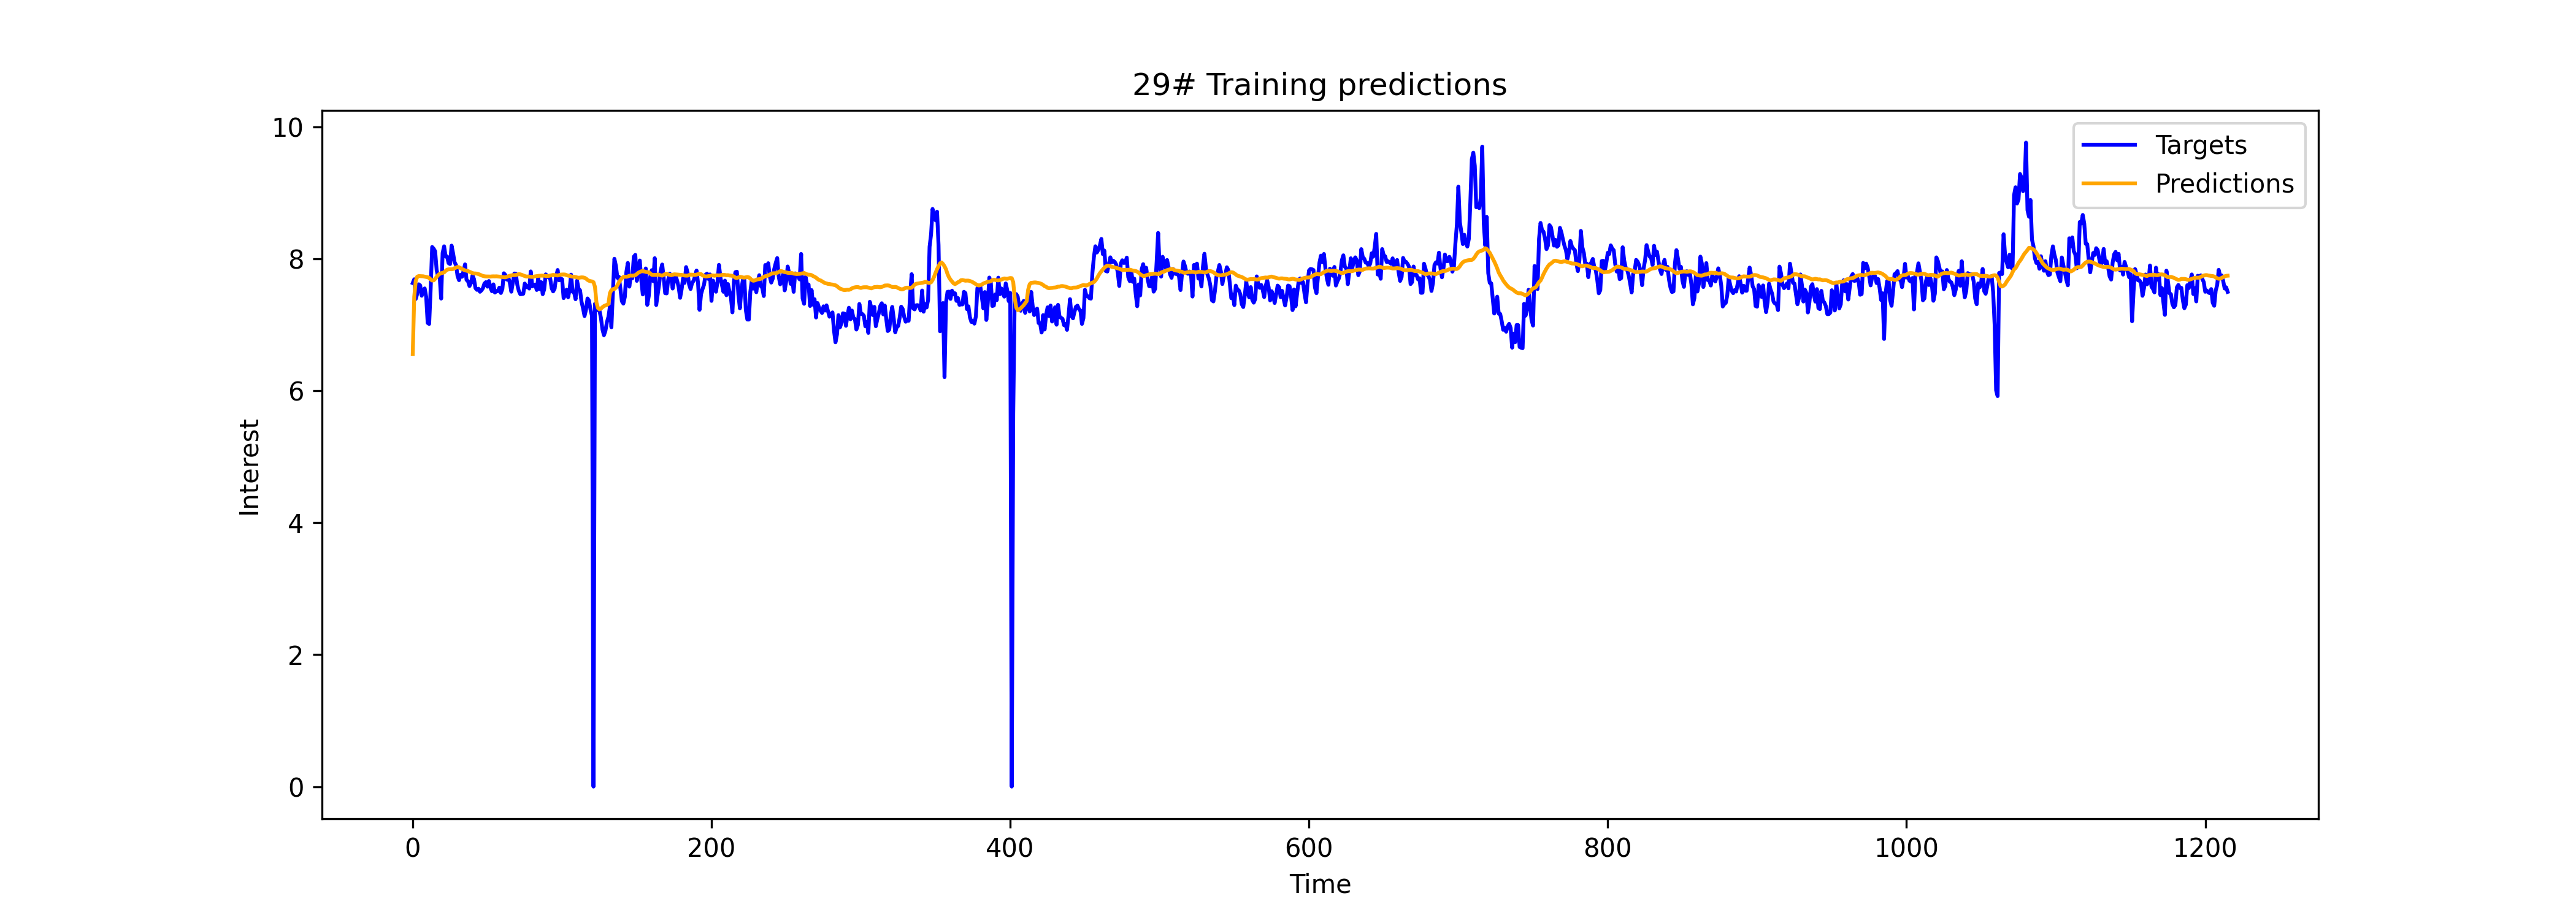 29# Training predictions
Targets
Predictions
Interest
10
8
6
4
2
0
0 200 400 600 800 1000 1200
Time